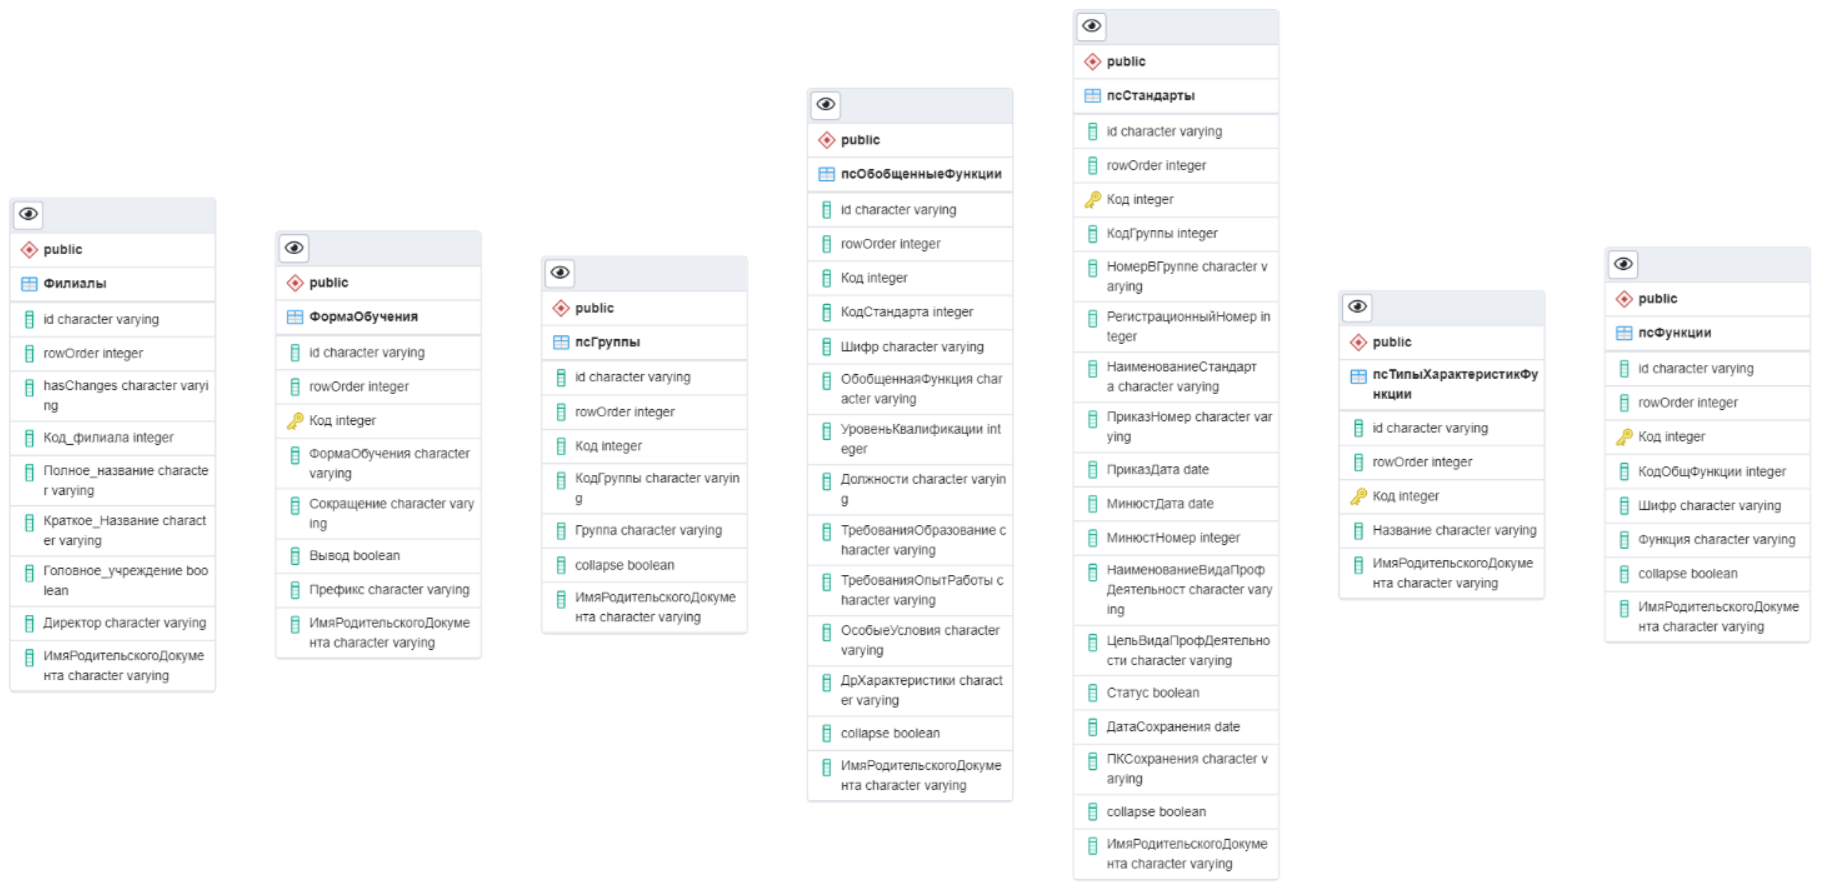 public
Филиалы
id character varying
rowOrder integer
hasChanges character varyi
ng
Код_филиала integer
Полное_название characte
r varying
Краткое_Название charact
er varying
Головное_учреждение boo
lean
Директор character varying
ИмяРодительскогоДокуме
нта character varying
public
ФормаОбучения
id character varying
rowOrder integer
Код integer
ФормаОбучения character
varying
Сокращение character vary
ing
Вывод boolean
Префикс character varying
ИмяРодительскогоДокуме
нта character varying
public
псГруппы
id character varying
rowOrder integer
Код integer
КодГруппы character varyin
g
Группа character varying
collapse boolean
ИмяРодительскогоДокуме
нта character varying
public
псОбобщенныеФункции
id character varying
rowOrder integer
Код integer
КодСтандарта integer
Шифр character varying
ОбобщеннаяФункция char
acter varying
УровеньКвалификации int
eger
Должности character varyin
g
ТребованияОбразование c
haracter varying
ТребованияОпытРаботы c
haracter varying
ОсобыеУсловия character
varying
ДрХарактеристики charact
er varying
collapse boolean
ИмяРодительскогоДокуме
нта character varying
public
псСтандарты
id character varying
rowOrder integer
Код integer
КодГруппы integer
НомерВГруппе character v
arying
РегистрационныйНомер in
teger
НаименованиеСтандарт
а character varying
ПриказНомер character var
ying
ПриказДата date
МинюстДата date
МинюстНомер integer
НаименованиеВидаПроф
Деятельност character vary
ing
ЦельВидаПрофДеятельно
сти character varying
Статус boolean
ДатаСохранения date
ПКСохранения character v
arying
collapse boolean
ИмяРодительскогоДокуме
нта character varying
public
псТипыХарактеристикФу
нкции
id character varying
rowOrder integer
Код integer
Название character varying
ИмяРодительскогоДокуме
нта character varying
public
псФункции
id character varying
rowOrder integer
Код integer
КодОбщФункции integer
Шифр character varying
Функция character varying
collapse boolean
ИмяРодительскогоДокуме
нта character varying